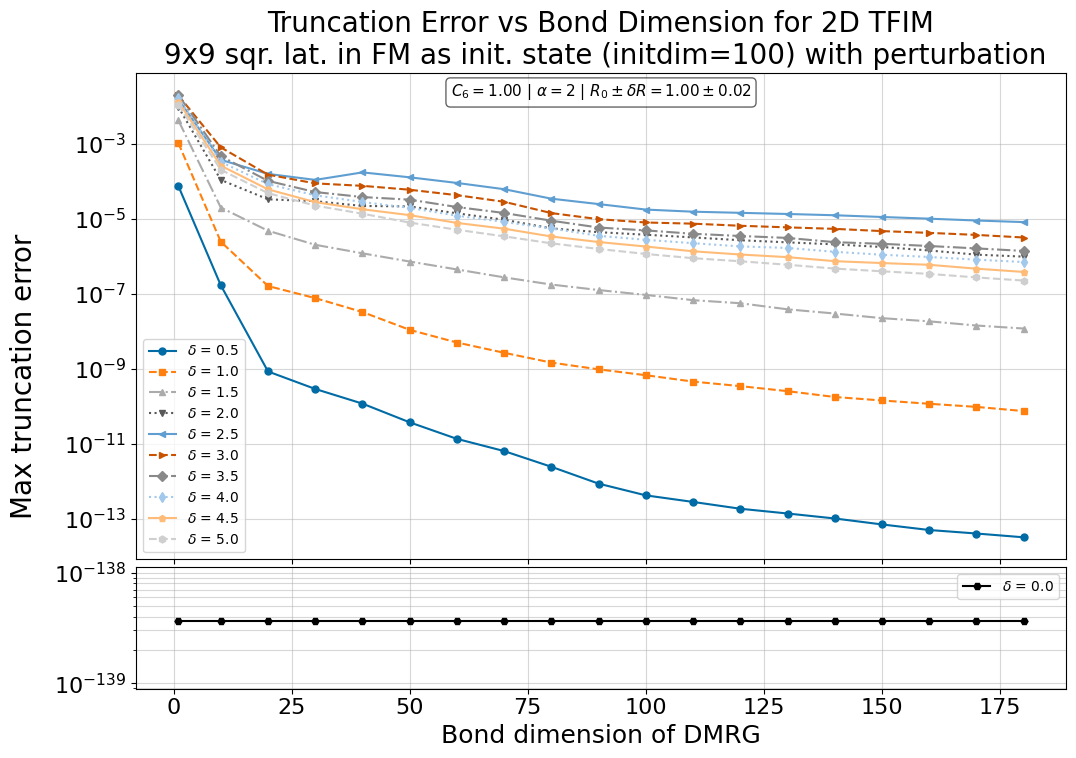 Truncation Error vs Bond Dimension for 2D TFIM
9x9 sqr. lat. in FM as init. state (initdim=100) with perturbation
C₆ = 1.00 | α = 2 | R₀ ± δR = 1.00 ± 0.02
Max truncation error
10⁻³
10⁻⁵
10⁻⁷
10⁻⁹
10⁻¹¹
10⁻¹³
δ = 0.5
δ = 1.0
δ = 1.5
δ = 2.0
δ = 2.5
δ = 3.0
δ = 3.5
δ = 4.0
δ = 4.5
δ = 5.0
10⁻¹³⁸
10⁻¹³⁹
δ = 0.0
0 25 50 75 100 125 150 175
Bond dimension of DMRG